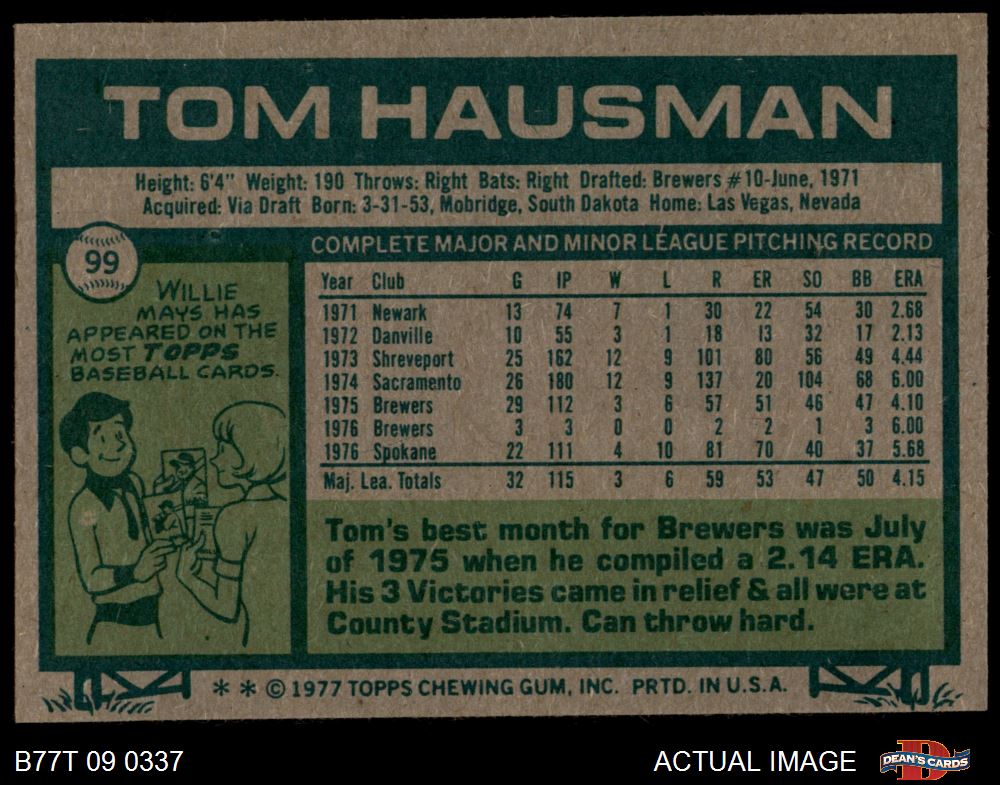 TOM HAUSMAN
Height: 6'4" Weight: 190 Throws: Right Bats: Right Drafted: Brewers #10-June, 1971
Acquired: Via Draft Born: 3-31-53, Mobridge, South Dakota Home: Las Vegas, Nevada
99
WILLIE
MAYS HAS
APPEARED ON THE
MOST TOPPS
BASEBALL CARDS.
COMPLETE MAJOR AND MINOR LEAGUE PITCHING RECORD
Year Club G IP W L R ER SO BB ERA
1971 Newark 13 74 7 1 30 22 54 30 2.68
1972 Danville 10 55 3 1 18 13 32 17 2.13
1973 Shreveport 25 162 12 9 101 80 56 49 4.44
1974 Sacramento 26 180 12 9 137 20 104 68 6.00
1975 Brewers 29 112 3 6 57 51 46 47 4.10
1976 Brewers 3 3 0 0 2 2 1 3 6.00
1976 Spokane 22 111 4 10 81 70 40 37 5.68
Maj. Lea. Totals 32 115 3 6 59 53 47 50 4.15
Tom's best month for Brewers was July
of 1975 when he compiled a 2.14 ERA.
His 3 Victories came in relief & all were at
County Stadium. Can throw hard.
* * © 1977 TOPPS CHEWING GUM, INC. PRTD. IN U.S.A.
B77T 09 0337
ACTUAL IMAGE
D
DEAN'S CARDS